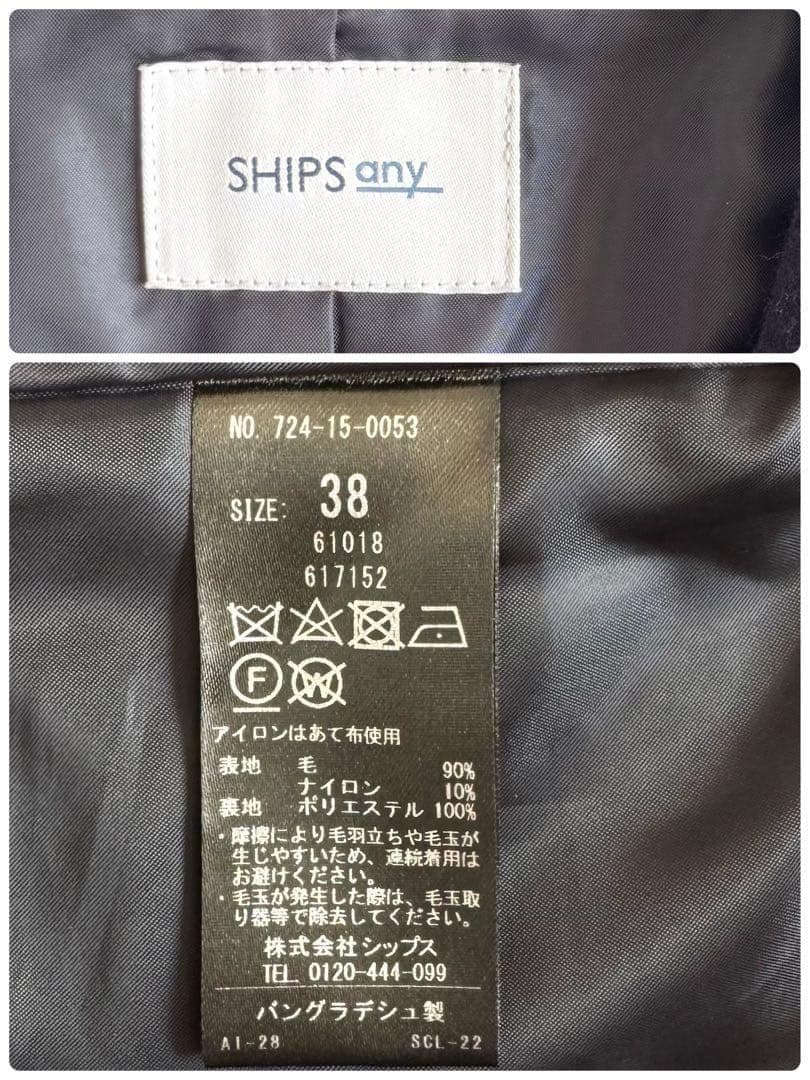 SHIPS any
NO. 724-15-0053
SIZE: 38
61018
617152
F
W
アイロンはあて布使用
表地 毛 90%
ナイロン 10%
裏地 ポリエステル 100%
・摩擦により毛羽立ちや毛玉が
生じやすいため、連続着用は
お避けください。
・毛玉が発生した際は、毛玉取
り器等で除去してください。
株式会社シップス
TEL 0120-444-099
バングラデシュ製
AI-28 SCL-22